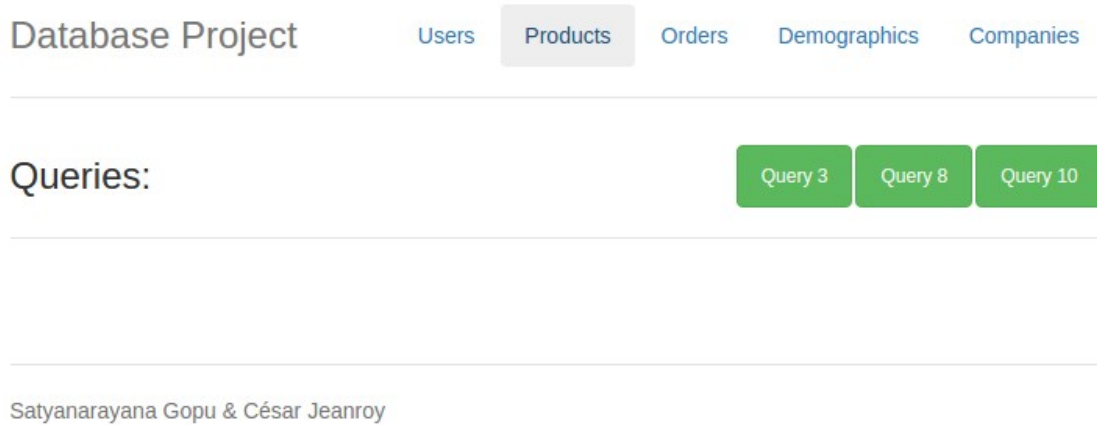 Database Project Users Products Orders Demographics Companies
Queries: Query 3 Query 8 Query 10
Satyanarayana Gopu & César Jeanroy